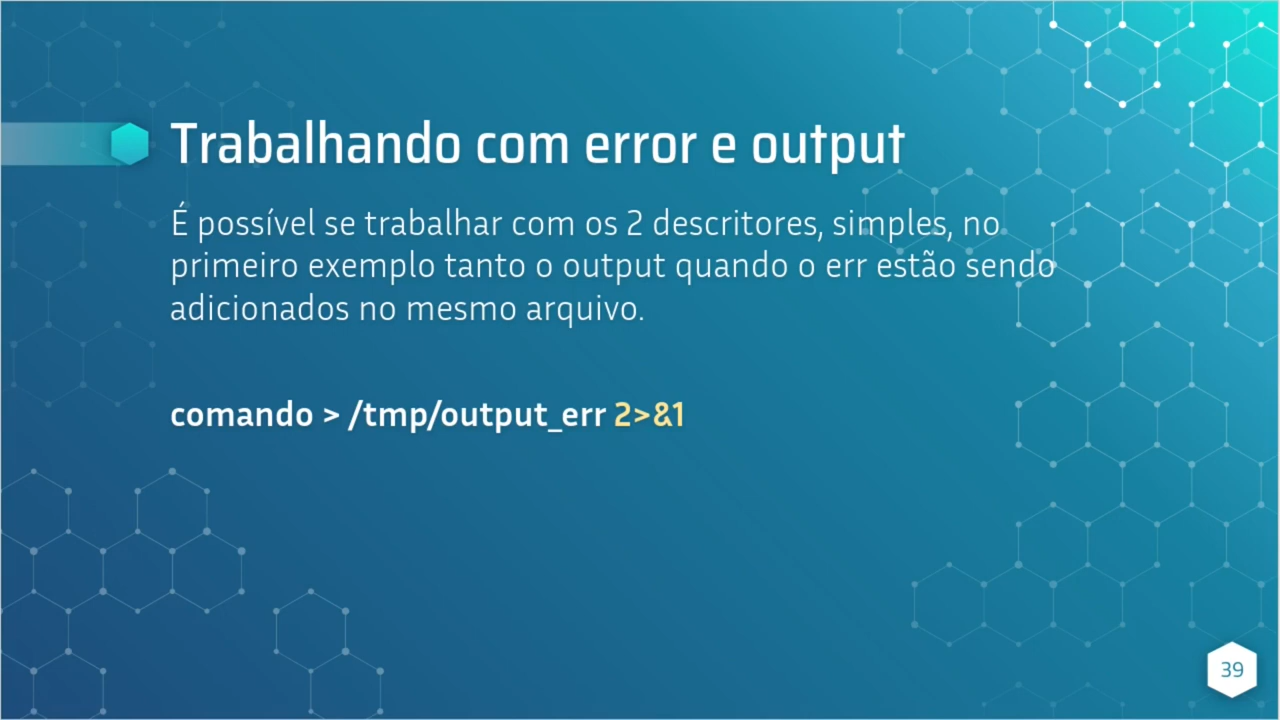 Trabalhando com error e output
É possível se trabalhar com os 2 descritores, simples, no
primeiro exemplo tanto o output quando o err estão sendo
adicionados no mesmo arquivo.
comando > /tmp/output_err 2>&1
39